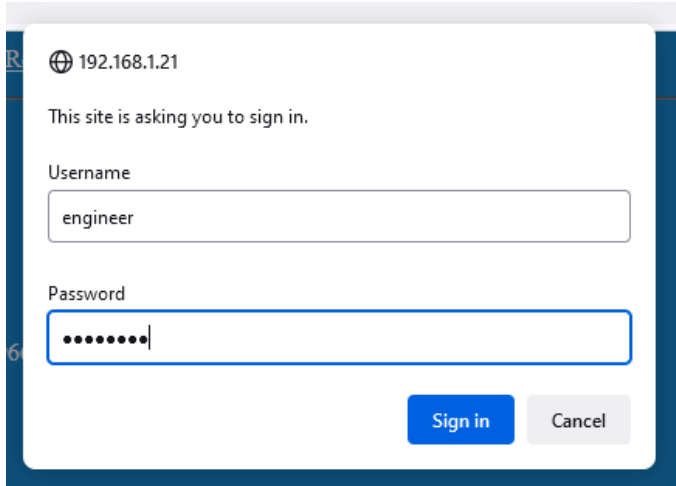 192.168.1.21
This site is asking you to sign in.
Username
engineer
Password
••••••••
Sign in
Cancel